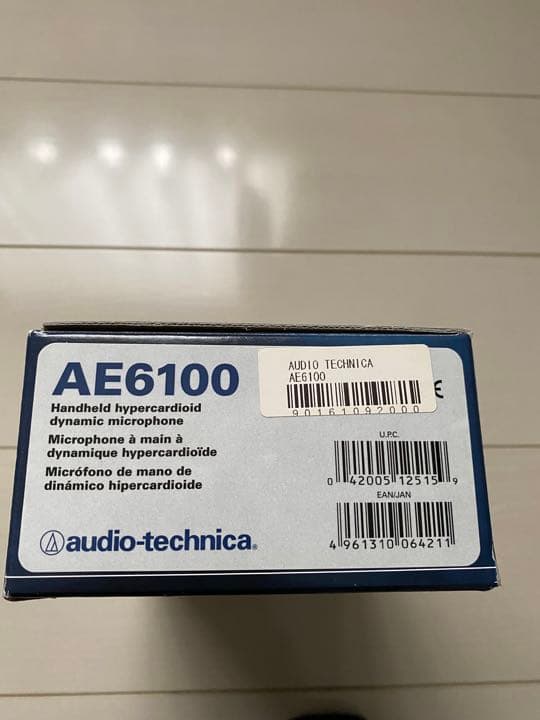 AE6100
Handheld hypercardioid
dynamic microphone
Microphone à main à
dynamique hypercardioïde
Micrófono de mano de
dinámico hipercardioide
audio-technica®
AUDIO TECHNICA
AE6100
901610920000
U.P.C.
0 42005 12515 9
EAN/JAN
4 961310 064211